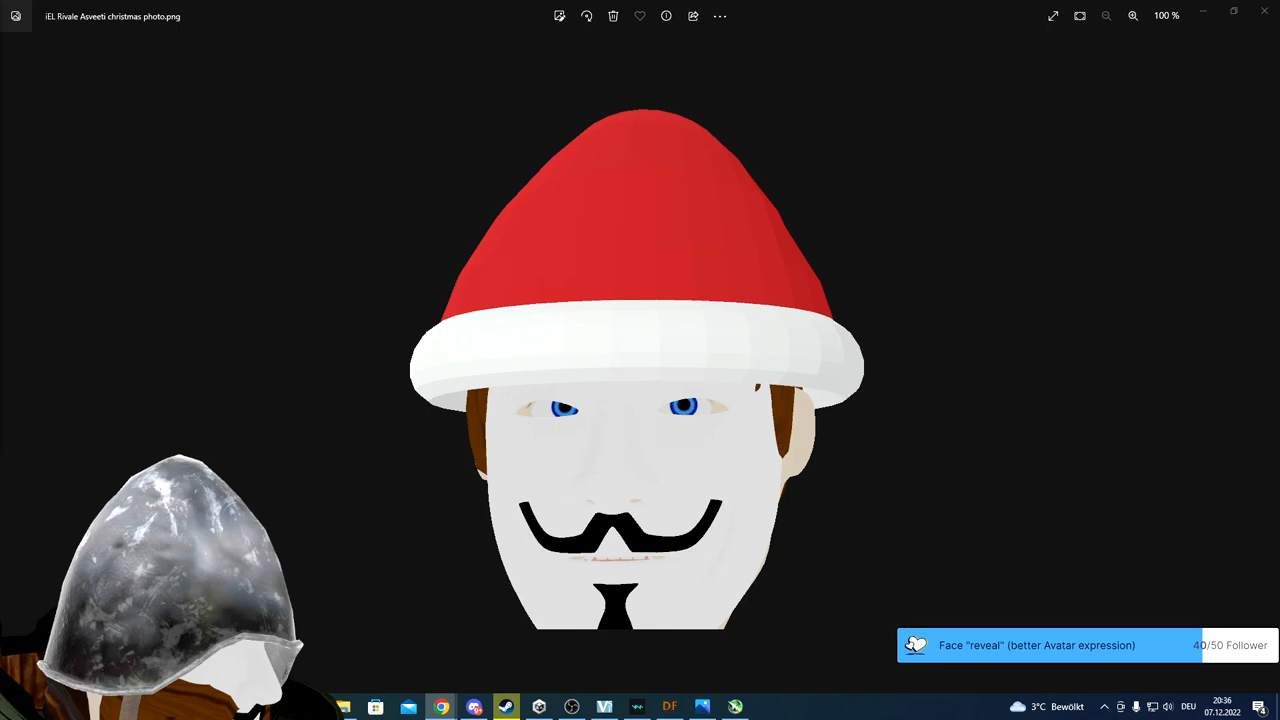 iEL Rivale Asveeti christmas photo.png
100 %
Face "reveal" (better Avatar expression)
40/50 Follower
DF
3°C Bewölkt
DEU
20:36
07.12.2022
4